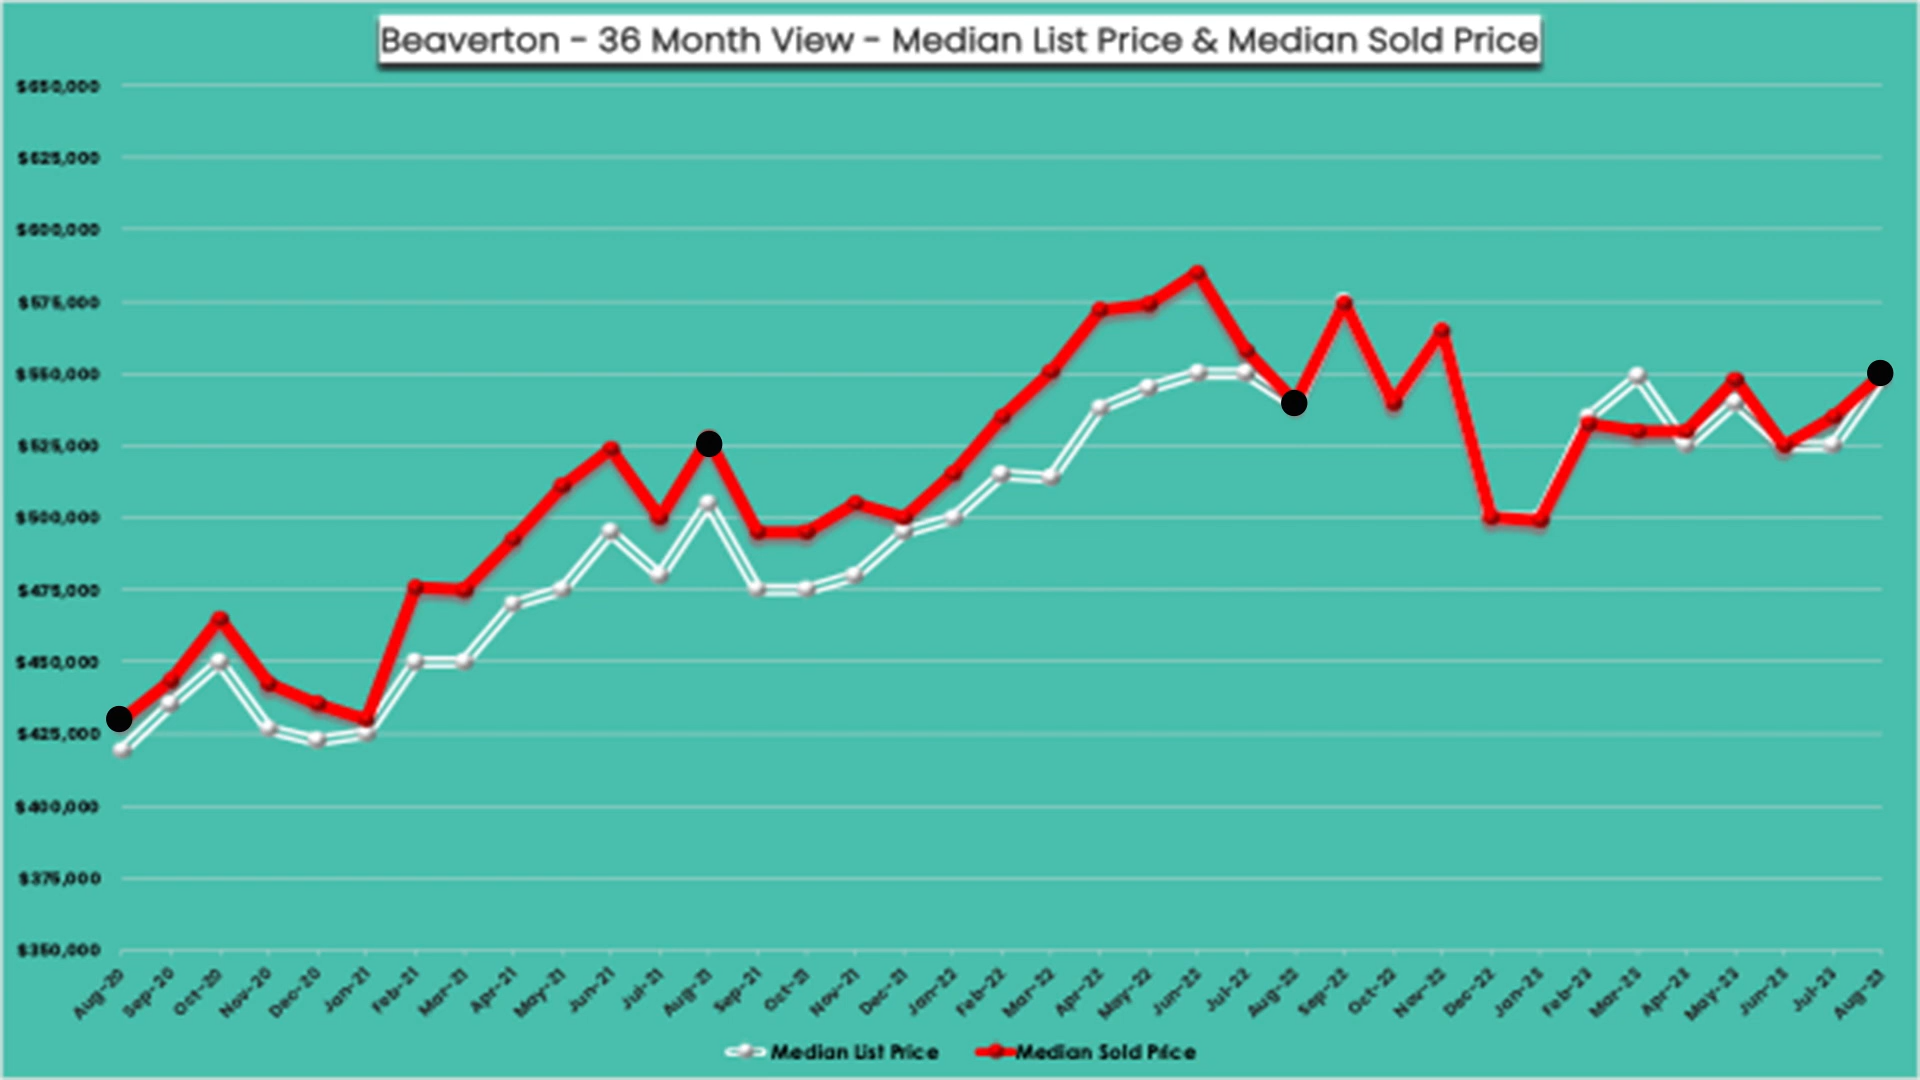 Beaverton - 36 Month View - Median List Price & Median Sold Price
$650,000
$625,000
$600,000
$575,000
$550,000
$525,000
$500,000
$475,000
$450,000
$425,000
$400,000
$375,000
$350,000
Aug-20
Sep-20
Oct-20
Nov-20
Dec-20
Jan-21
Feb-21
Mar-21
Apr-21
May-21
Jun-21
Jul-21
Aug-21
Sep-21
Oct-21
Nov-21
Dec-21
Jan-22
Feb-22
Mar-22
Apr-22
May-22
Jun-22
Jul-22
Aug-22
Sep-22
Oct-22
Nov-22
Dec-22
Jan-23
Feb-23
Mar-23
Apr-23
May-23
Jun-23
Jul-23
Aug-23
Median List Price
Median Sold Price